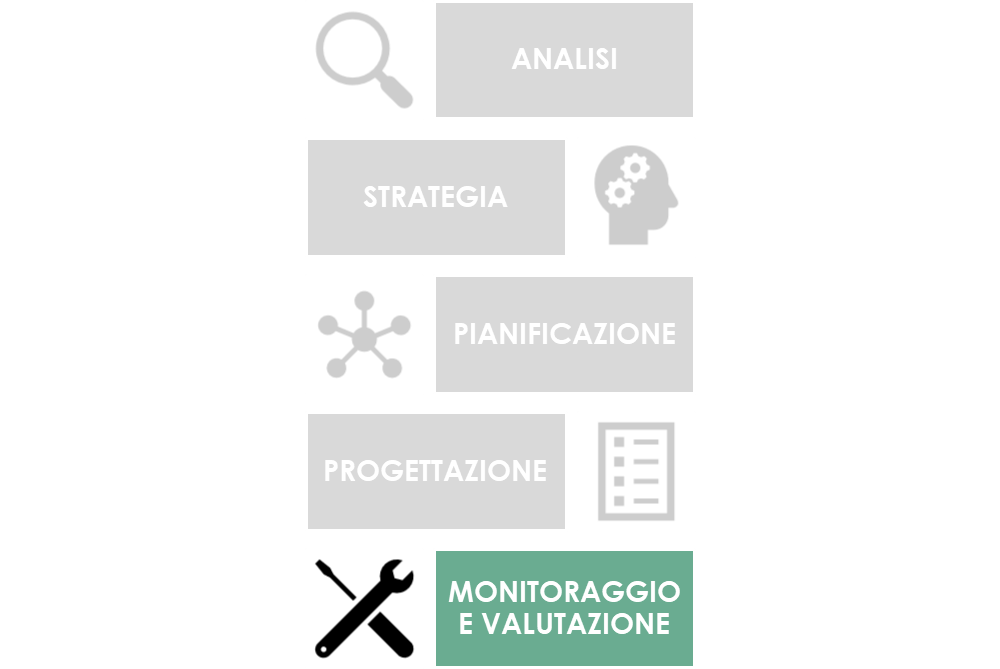 ANALISI
STRATEGIA
PIANIFICAZIONE
PROGETTAZIONE
MONITORAGGIO
E VALUTAZIONE